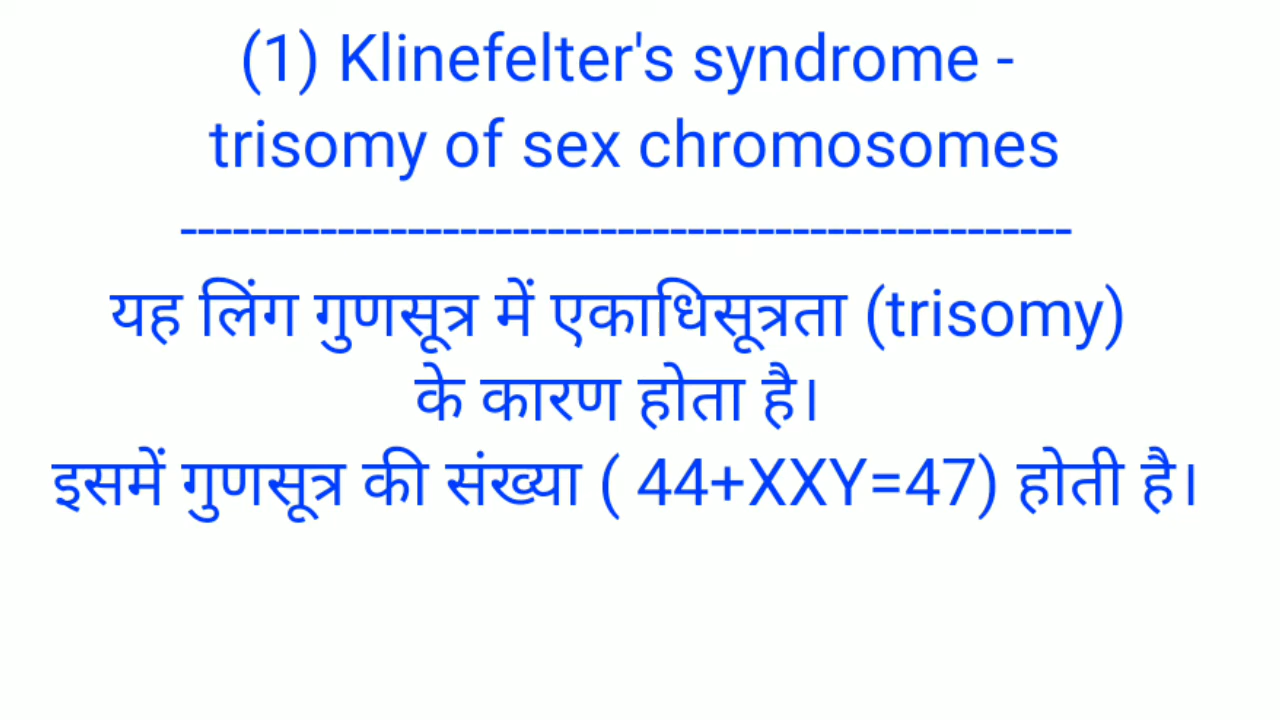 (1) Klinefelter's syndrome -
trisomy of sex chromosomes
---------------------------------------------------
यह लिंग गुणसूत्र में एकाधिसूत्रता (trisomy)
के कारण होता है।
इसमें गुणसूत्र की संख्या ( 44+XXY=47) होती है।